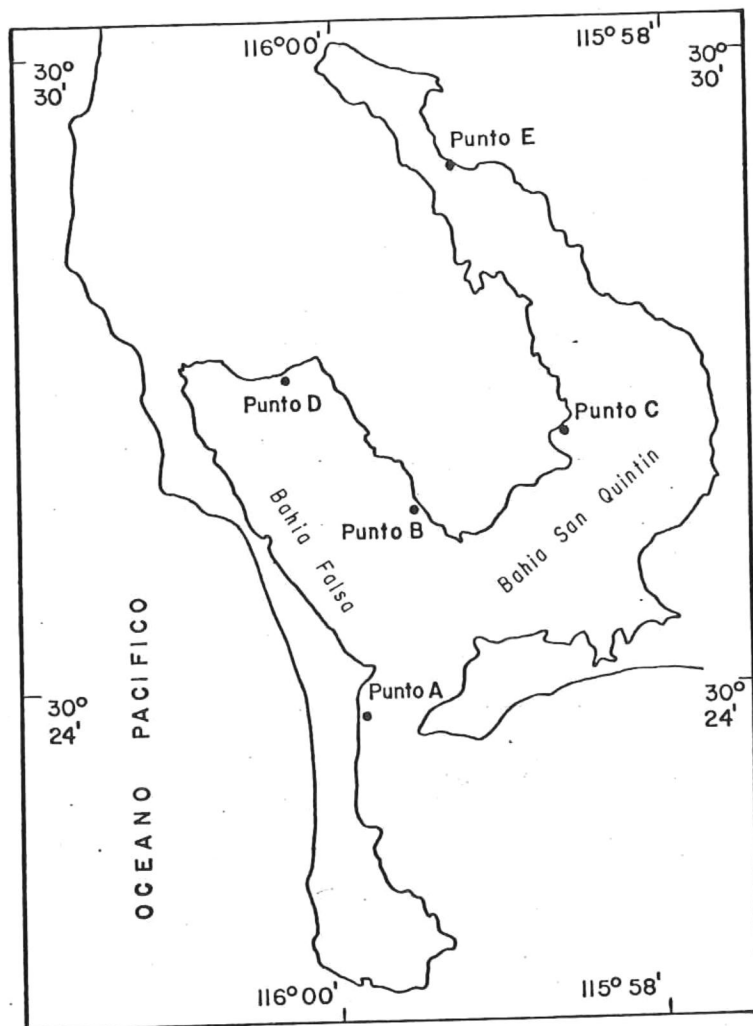 116°00'
115°58'
30°
30'
30°
30'
Punto E
Punto D
Punto C
Punto B
Bahia Falsa
Bahia San Quintin
Punto A
30°
24'
30°
24'
OCEANO PACIFICO
116°00'
115°58'